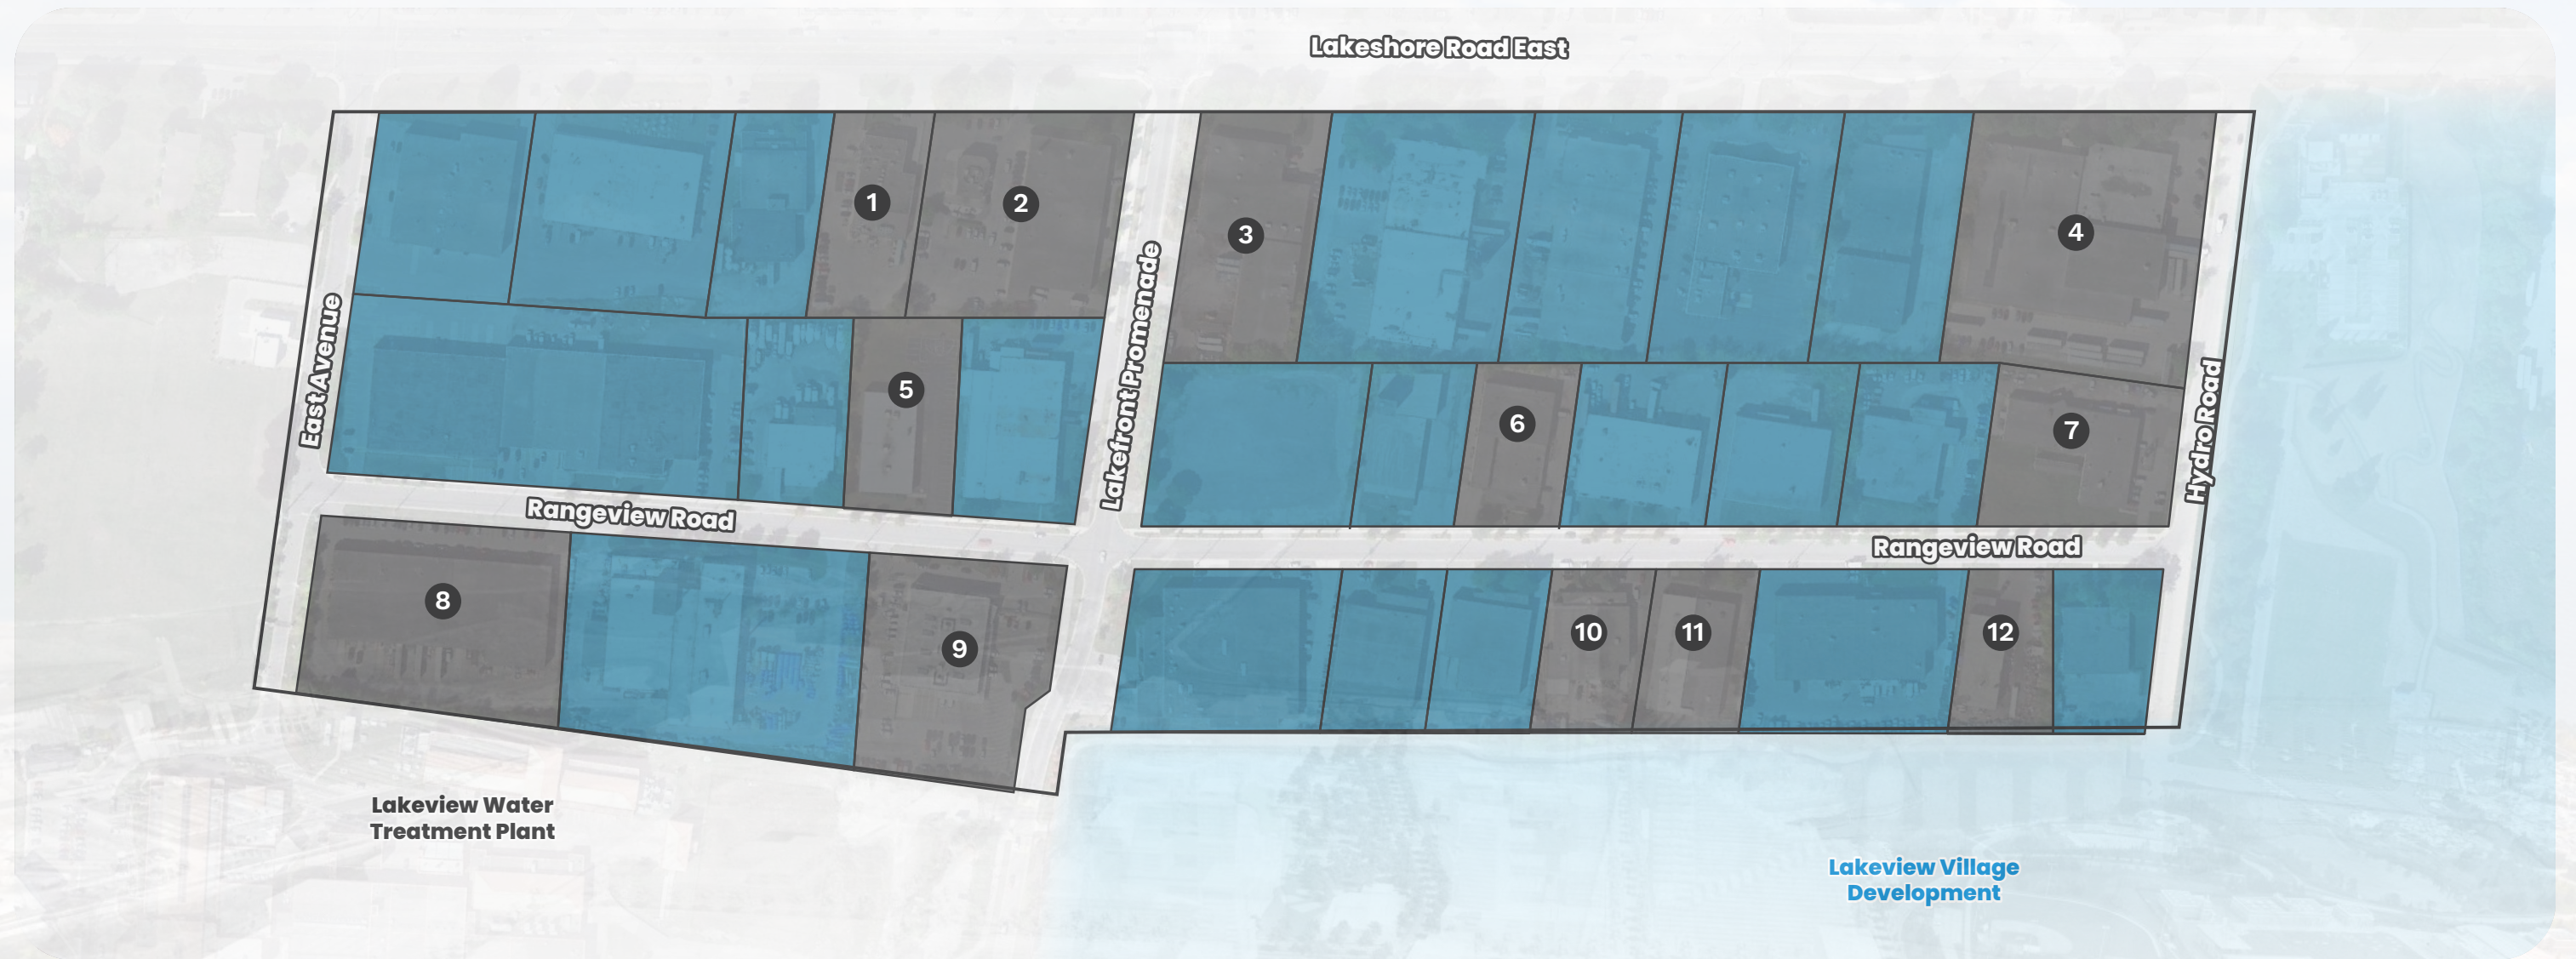 Lakeshore Road East
1
2
3
4
East Avenue
Lakefront Promenade
Hydro Road
5
6
7
Rangeview Road
Rangeview Road
8
9
10
11
12
Lakeview Water
Treatment Plant
Lakeview Village
Development